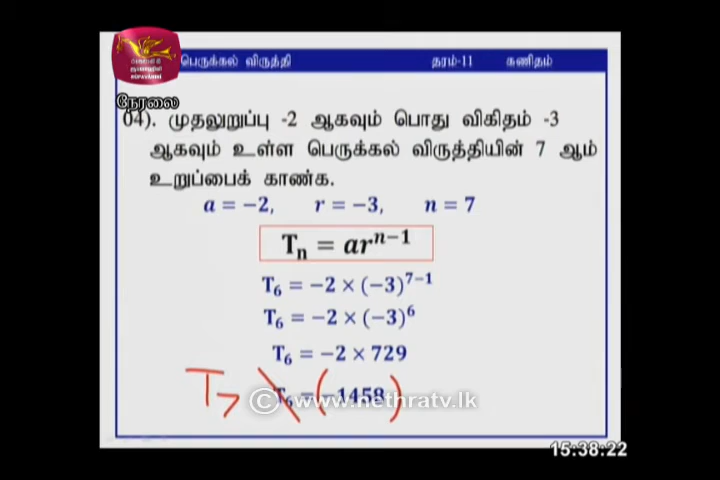 பெருக்கல் விருத்தி தரம்-11 கணிதம்
நேரலை
04). முதலுறுப்பு -2 ஆகவும் பொது விகிதம் -3
ஆகவும் உள்ள பெருக்கல் விருத்தியின் 7 ஆம்
உறுப்பைக் காண்க.
a = −2, r = −3, n = 7
Tₙ = arⁿ⁻¹
T₆ = −2 × (−3)⁷⁻¹
T₆ = −2 × (−3)⁶
T₆ = −2 × 729
T₇ T₆ = (−1458)
© www.nethratv.lk
15:38:22